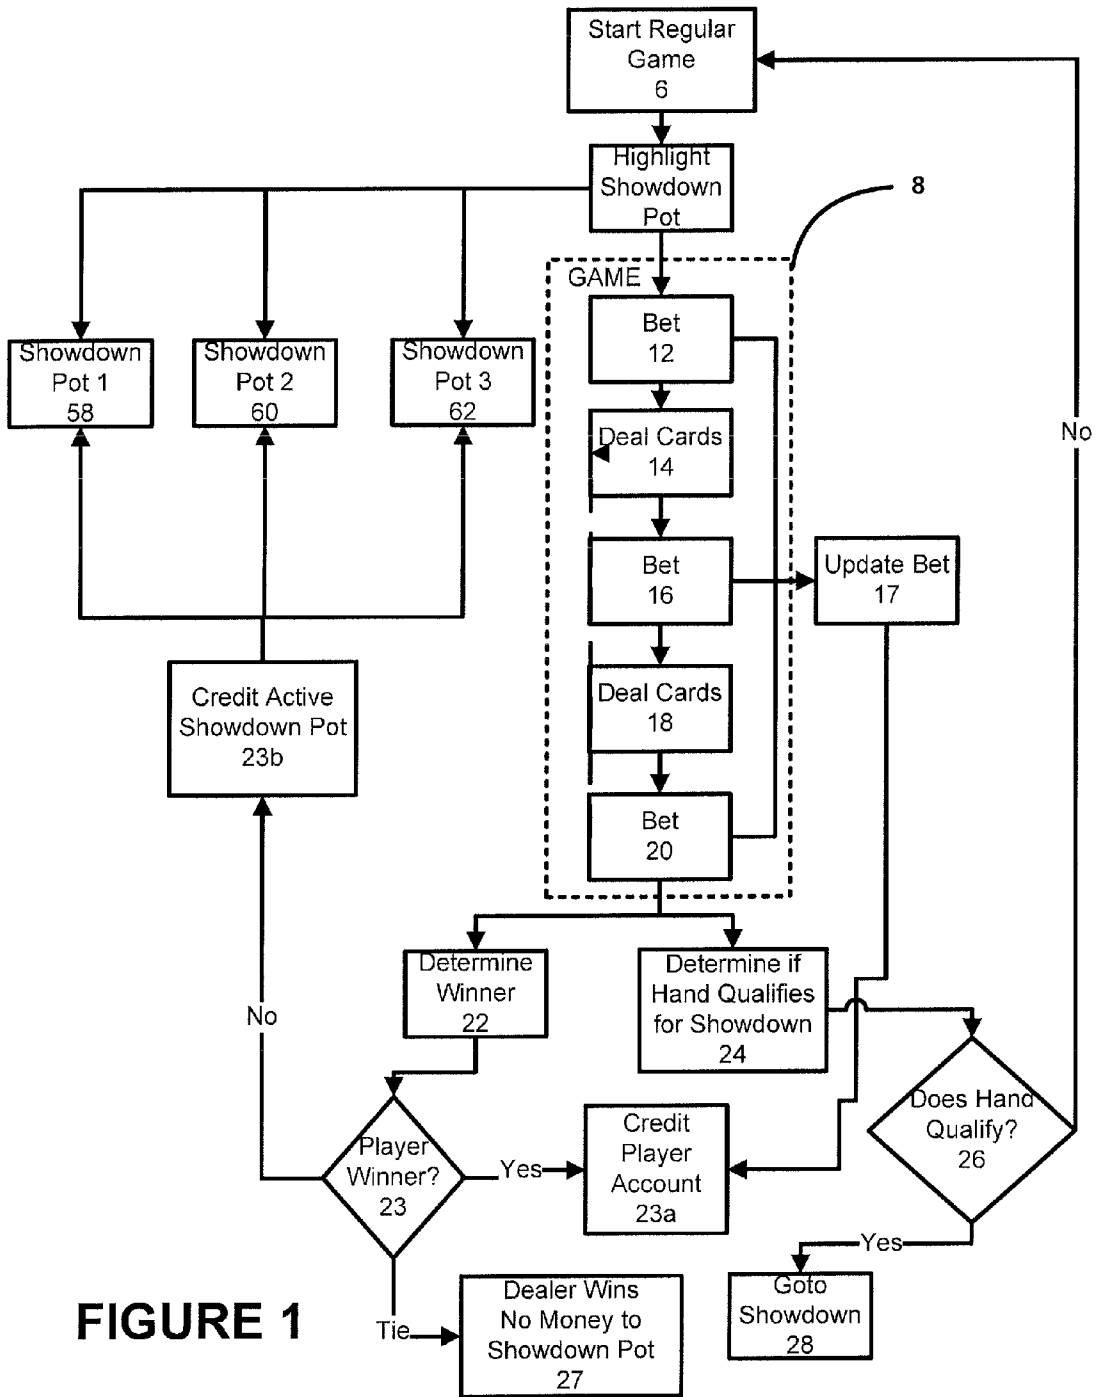 Start Regular
Game
6
Highlight
Showdown
Pot
8
GAME
Bet
12
Showdown
Pot 1
58
Showdown
Pot 2
60
Showdown
Pot 3
62
Deal Cards
14
No
Bet
16
Update Bet
17
Deal Cards
18
Credit Active
Showdown Pot
23b
Bet
20
Determine
Winner
22
Determine if
Hand Qualifies
for Showdown
24
No
Does Hand
Qualify?
26
Player
Winner?
23
Yes
Credit
Player
Account
23a
Yes
Goto
Showdown
28
Tie
Dealer Wins
No Money to
Showdown Pot
27
FIGURE 1